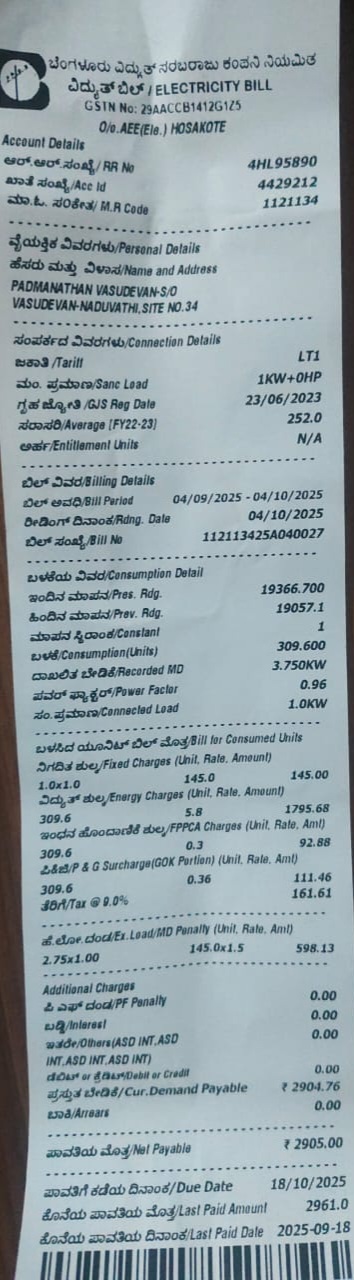 ಬೆಂಗಳೂರು ವಿದ್ಯುತ್ ಸರಬರಾಜು ಕಂಪನಿ ನಿಯಮಿತ
ವಿದ್ಯುತ್ ಬಿಲ್ / ELECTRICITY BILL
GSTN No: 29AACCB1412G1Z5
O/o.AEE(Ele.) HOSAKOTE
Account Details
ಆರ್.ಆರ್.ಸಂಖ್ಯೆ/ RR No 4HL95890
ಖಾತೆ ಸಂಖ್ಯೆ/Acc Id 4429212
ಮಾ.ಓ. ಸಂಕೇತ/ M.R Code 1121134
ವೈಯಕ್ತಿಕ ವಿವರಗಳು/Personal Details
ಹೆಸರು ಮತ್ತು ವಿಳಾಸ/Name and Address
PADMANATHAN VASUDEVAN-S/O
VASUDEVAN-NADUVATHI,SITE NO.34
ಸಂಪರ್ಕದ ವಿವರಗಳು/Connection Details
ಜಕಾತಿ /Tariff LT1
ಮಂ. ಪ್ರಮಾಣ/Sanc Load 1KW+0HP
ಗೃಹ ಜ್ಯೋತಿ /GJS Reg Date 23/06/2023
ಸರಾಸರಿ/Average [FY22-23] 252.0
ಅರ್ಹ/Entitlement Units N/A
ಬಿಲ್ ವಿವರ/Billing Details
ಬಿಲ್ ಅವಧಿ/Bill Period 04/09/2025 - 04/10/2025
ರೀಡಿಂಗ್ ದಿನಾಂಕ/Rdng. Date 04/10/2025
ಬಿಲ್ ಸಂಖ್ಯೆ/Bill No 112113425A040027
ಬಳಕೆಯ ವಿವರ/Consumption Detail
ಇಂದಿನ ಮಾಪನ/Pres. Rdg. 19366.700
ಹಿಂದಿನ ಮಾಪನ/Prev. Rdg. 19057.1
ಮಾಪನ ಸ್ಥಿರಾಂಕ/Constant 1
ಬಳಕೆ/Consumption(Units) 309.600
ದಾಖಲಿತ ಬೇಡಿಕೆ/Recorded MD 3.750KW
ಪವರ್ ಫ್ಯಾಕ್ಟರ್/Power Factor 0.96
ಸಂ.ಪ್ರಮಾಣ/Connected Load 1.0KW
ಬಳಸಿದ ಯೂನಿಟ್ ಬಿಲ್ ಮೊತ್ತ/Bill for Consumed Units
ನಿಗದಿತ ಶುಲ್ಕ/Fixed Charges (Unit, Rate, Amount)
1.0x1.0 145.0 145.00
ವಿದ್ಯುತ್ ಶುಲ್ಕ/Energy Charges (Unit, Rate, Amount)
309.6 5.8 1795.68
ಇಂಧನ ಹೊಂದಾಣಿಕೆ ಶುಲ್ಕ/FPPCA Charges (Unit, Rate, Amt)
309.6 0.3 92.88
ಪಿ&ಜಿ/P & G Surcharge(GOK Portion) (Unit, Rate, Amt)
309.6 0.36 111.46
ತೆರಿಗೆ/Tax @ 9.0% 161.61
ಹೆ.ಲೋ.ದಂಡ/Ex.Load/MD Penalty (Unit, Rate, Amt)
2.75x1.00 145.0x1.5 598.13
Additional Charges
ಪಿ ಎಫ್ ದಂಡ/PF Penalty 0.00
ಬಡ್ಡಿ/Interest 0.00
ಇತರೇ/Others(ASD INT,ASD 0.00
INT,ASD INT,ASD INT)
ಡೆಬಿಟ್ or ಕ್ರೆಡಿಟ್/Debit or Credit 0.00
ಪ್ರಸ್ತುತ ಬೇಡಿಕೆ/Cur.Demand Payable ₹ 2904.76
ಬಾಕಿ/Arrears 0.00
ಪಾವತಿಯ ಮೊತ್ತ/Net Payable ₹ 2905.00
ಪಾವತಿಗೆ ಕಡೆಯ ದಿನಾಂಕ/Due Date 18/10/2025
ಕೊನೆಯ ಪಾವತಿಯ ಮೊತ್ತ/Last Paid Amount 2961.0
ಕೊನೆಯ ಪಾವತಿಯ ದಿನಾಂಕ/Last Paid Date 2025-09-18